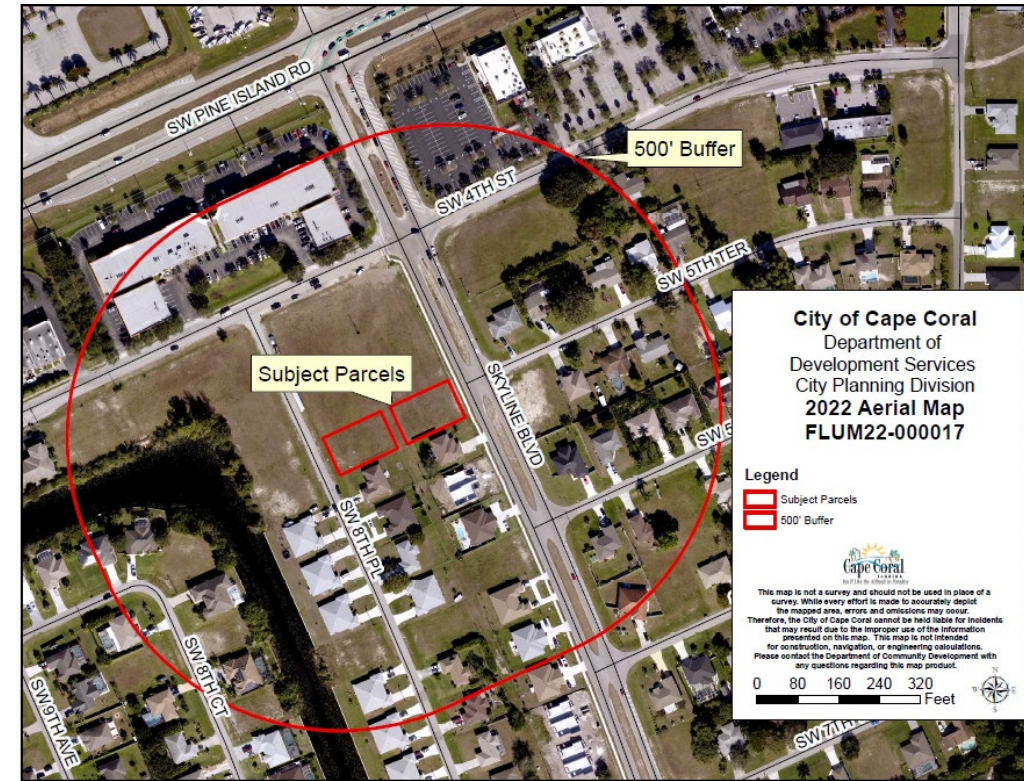 SW PINE ISLAND RD
500' Buffer
SW 4TH ST
SW 5TH TER
Subject Parcels
SKYLINE BLVD
SW 5
SW 8TH PL
SW 8TH CT
SW 9TH AVE
SW 7TH
City of Cape Coral
Department of
Development Services
City Planning Division
2022 Aerial Map
FLUM22-000017
Legend
Subject Parcels
500' Buffer
Cape Coral
FLORIDA
This map is not a survey and should not be used in place of a
survey. While every effort is made to accurately depict
the mapped area, errors and omissions may occur.
Therefore, the City of Cape Coral cannot be held liable for incidents
that may result due to the improper use of the information
presented on this map. This map is not intended
for construction, navigation, or engineering calculations.
Please contact the Department of Community Development with
any questions regarding this map product.
0 80 160 240 320
Feet
N
W E
S